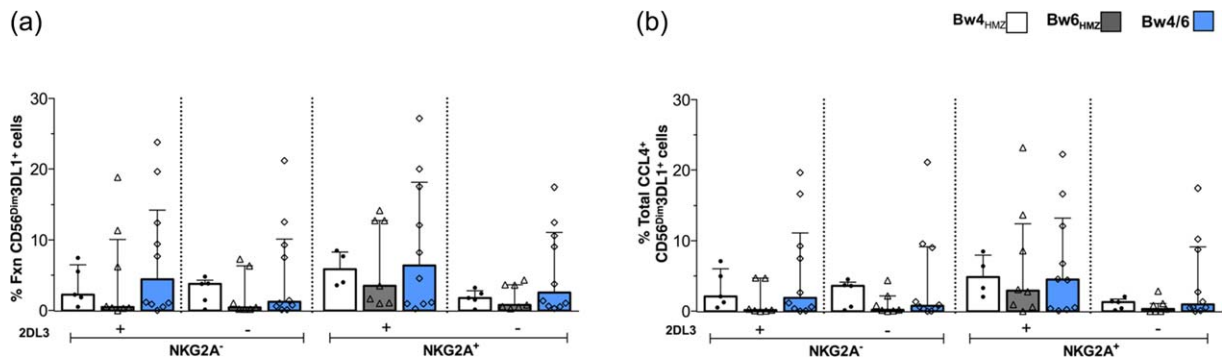 (a)
(b)
Bw4HMZ Bw6HMZ Bw4/6
% Fxn CD56Dim3DL1+ cells
30
20
10
0
2DL3 + - + -
NKG2A- NKG2A+
% Total CCL4+
CD56Dim3DL1+ cells
30
20
10
0
2DL3 + - + -
NKG2A- NKG2A+